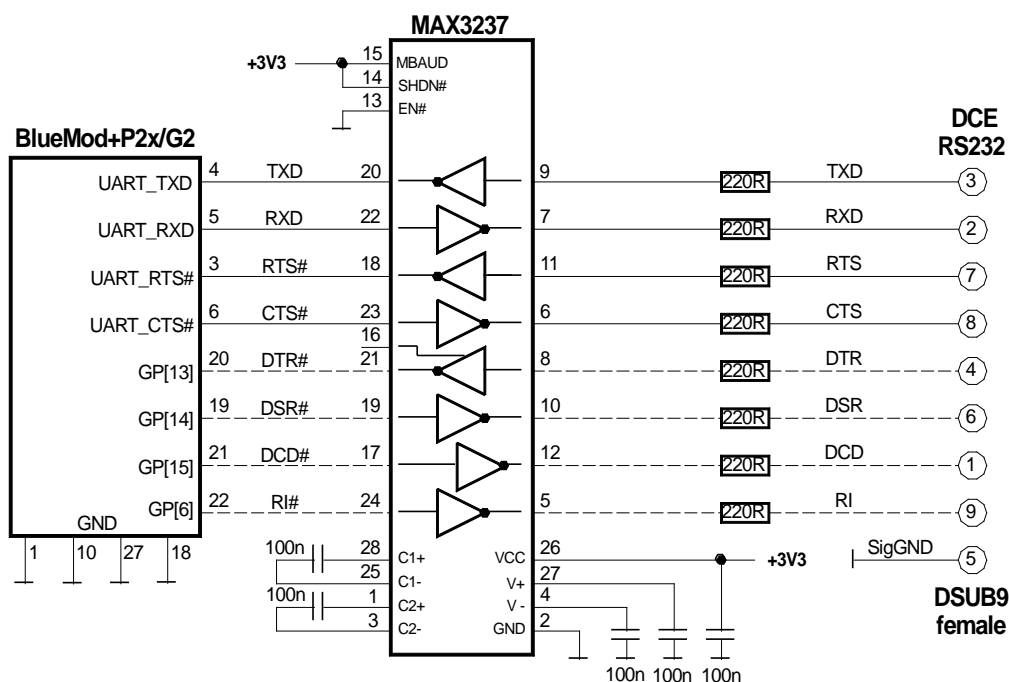 MAX3237
+3V3
15 MBAUD
14 SHDN#
13 EN#
BlueMod+P2x/G2
DCE
RS232
UART_TXD 4 TXD 20 9 220R TXD 3
UART_RXD 5 RXD 22 7 220R RXD 2
UART_RTS# 3 RTS# 18 11 220R RTS 7
UART_CTS# 6 CTS# 23 6 220R CTS 8
16
GP[13] 20 DTR# 21 8 220R DTR 4
GP[14] 19 DSR# 19 10 220R DSR 6
GP[15] 21 DCD# 17 12 220R DCD 1
GP[6] 22 RI# 24 5 220R RI 9
GND
1 10 27 18
100n 28 C1+ VCC 26 +3V3 SigGND 5
25 C1- V+ 27
100n 1 C2+ V - 4
3 C2- GND 2
DSUB9
female
100n 100n 100n